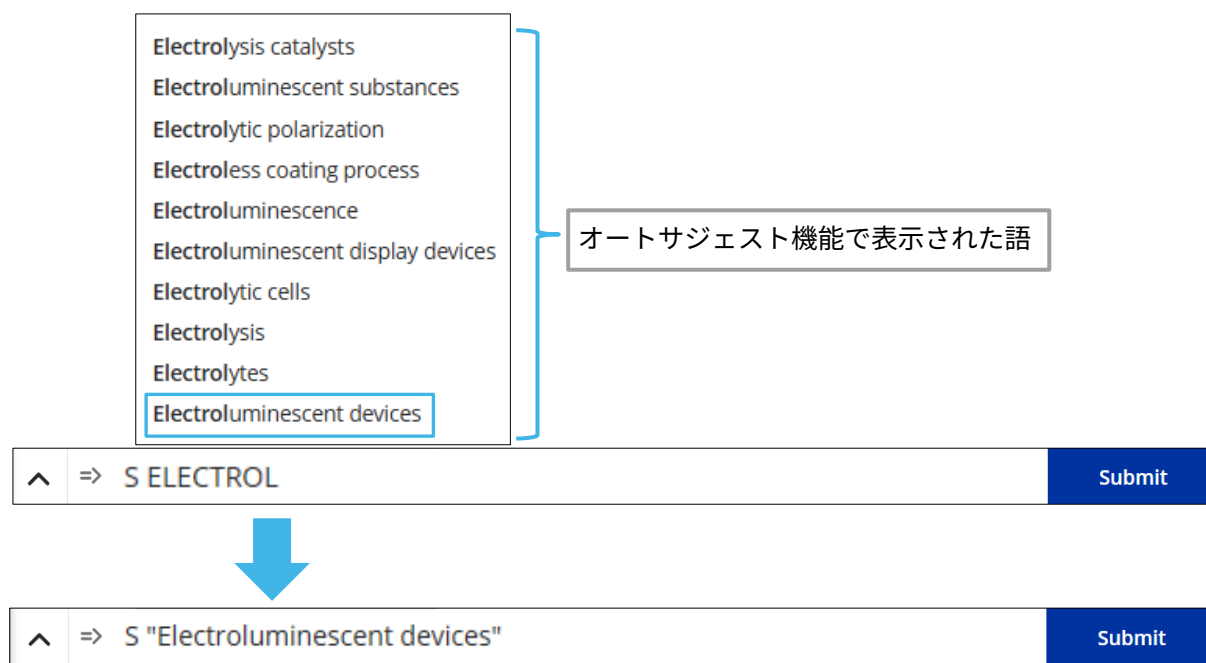 Electrolysis catalysts
Electroluminescent substances
Electrolytic polarization
Electroless coating process
Electroluminescence
Electroluminescent display devices
Electrolytic cells
Electrolysis
Electrolytes
Electroluminescent devices
オートサジェスト機能で表示された語
=> S ELECTROL Submit
=> S "Electroluminescent devices" Submit